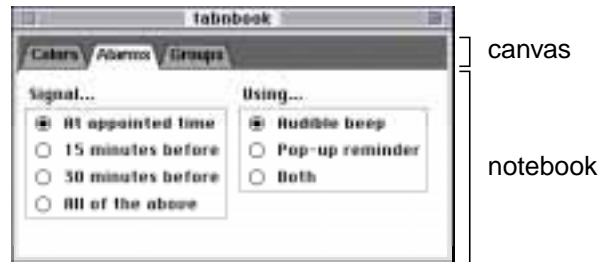 tabnbook
canvas
Colors Alarms Groups
Signal... Using...
At appointed time Audible beep
15 minutes before Pop-up reminder
30 minutes before Both
All of the above
notebook